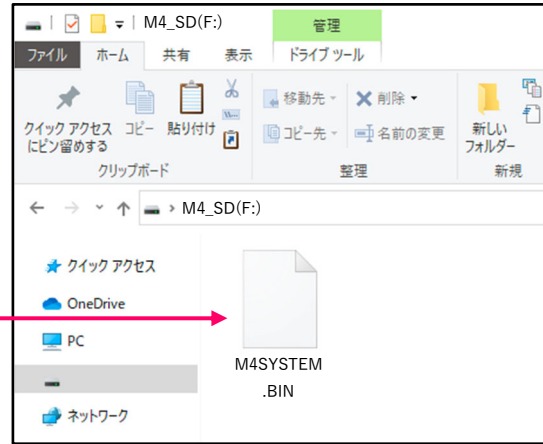 M4_SD(F:)
管理
ファイル ホーム 共有 表示 ドライブ ツール
クイック アクセス
にピン留めする
コピー
貼り付け
移動先
コピー先
削除
名前の変更
新しい
フォルダー
クリップボード
整理
新規
M4_SD(F:)
クイック アクセス
OneDrive
PC
ネットワーク
M4SYSTEM
.BIN